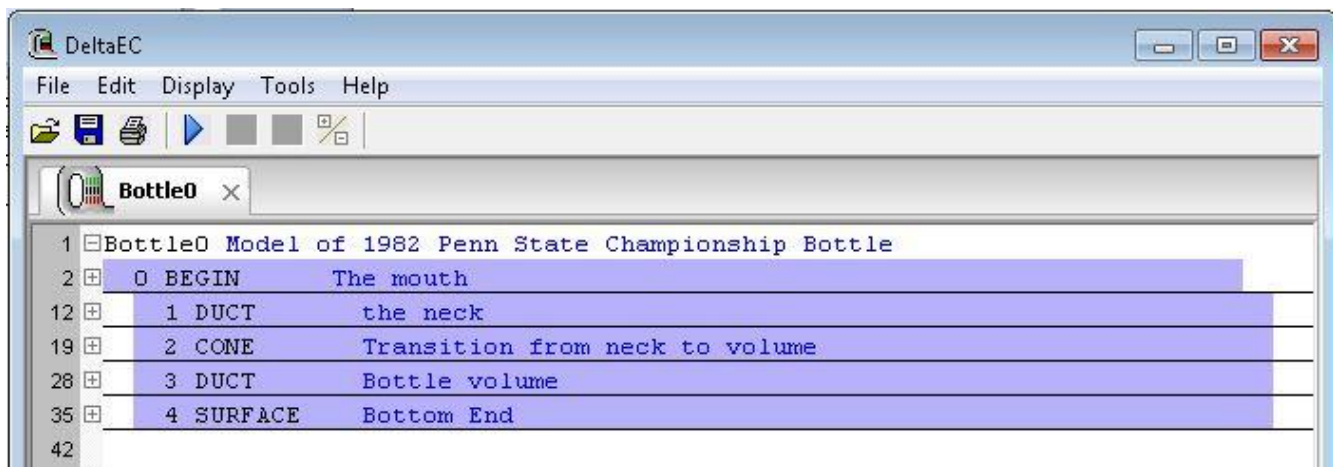 DeltaEC
File Edit Display Tools Help
Bottle0
1 Bottle0 Model of 1982 Penn State Championship Bottle
2 0 BEGIN The mouth
12 1 DUCT the neck
19 2 CONE Transition from neck to volume
28 3 DUCT Bottle volume
35 4 SURFACE Bottom End
42